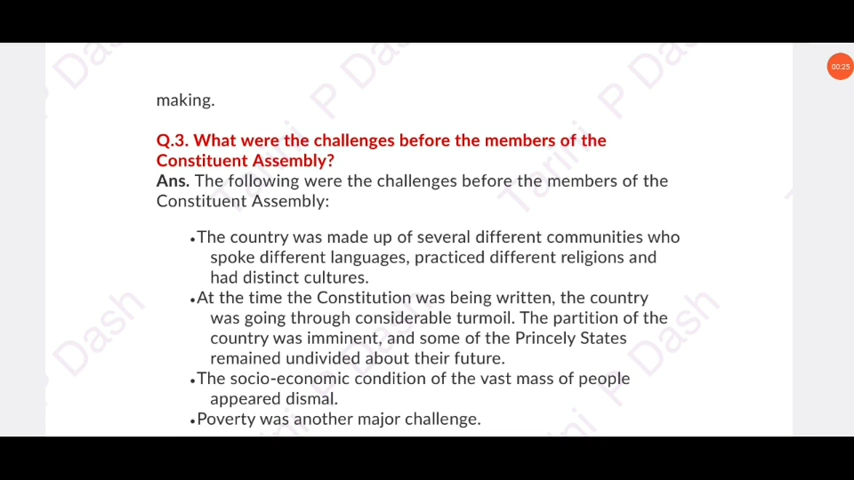 00:25
making.
Q.3. What were the challenges before the members of the
Constituent Assembly?
Ans. The following were the challenges before the members of the
Constituent Assembly:
•The country was made up of several different communities who
spoke different languages, practiced different religions and
had distinct cultures.
•At the time the Constitution was being written, the country
was going through considerable turmoil. The partition of the
country was imminent, and some of the Princely States
remained undivided about their future.
•The socio-economic condition of the vast mass of people
appeared dismal.
•Poverty was another major challenge.
Tarini P Dash